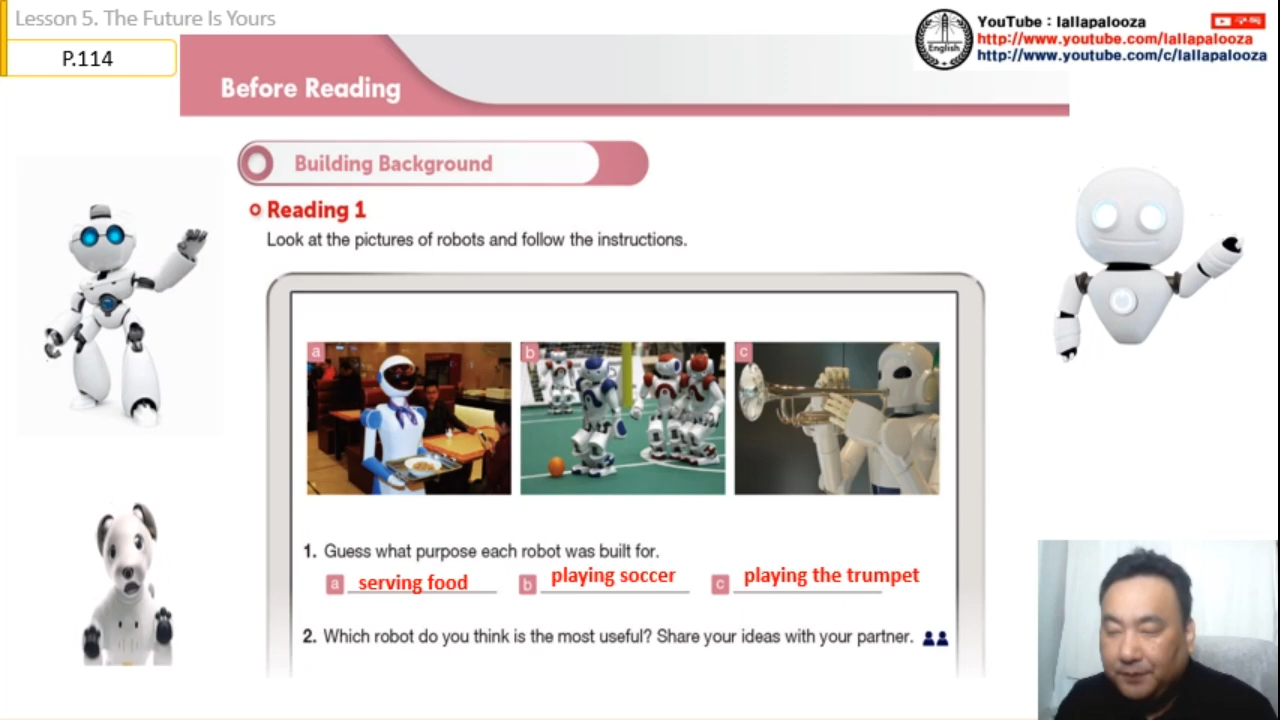 Lesson 5. The Future Is Yours
P.114
English
YouTube : lallapalooza
http://www.youtube.com/lallapalooza
http://www.youtube.com/c/lallapalooza
Before Reading
Building Background
Reading 1
Look at the pictures of robots and follow the instructions.
a
b
c
1. Guess what purpose each robot was built for.
a serving food b playing soccer c playing the trumpet
2. Which robot do you think is the most useful? Share your ideas with your partner.